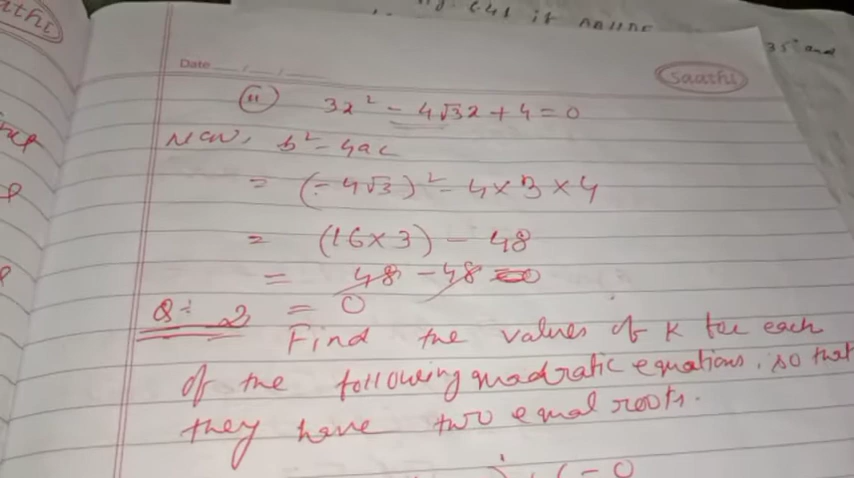 35° and
Date
Saathi
(ii) 3x² - 4√3x + 4 = 0
Now, b² - 4ac
= (-4√3)² - 4×3×4
= (16×3) - 48
= 48 - 48
= 0
Q:- 2 Find the values of K for each
of the following quadratic equations, so that
they have two equal roots.